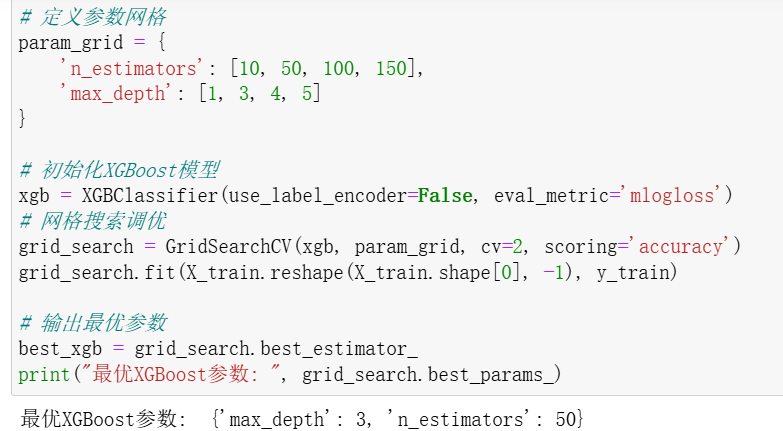 # 定义参数网格
param_grid = {
    'n_estimators': [10, 50, 100, 150],
    'max_depth': [1, 3, 4, 5]
}
# 初始化XGBoost模型
xgb = XGBClassifier(use_label_encoder=False, eval_metric='mlogloss')
# 网格搜索调优
grid_search = GridSearchCV(xgb, param_grid, cv=2, scoring='accuracy')
grid_search.fit(X_train.reshape(X_train.shape[0], -1), y_train)
# 输出最优参数
best_xgb = grid_search.best_estimator_
print("最优XGBoost参数: ", grid_search.best_params_)
最优XGBoost参数:  {'max_depth': 3, 'n_estimators': 50}